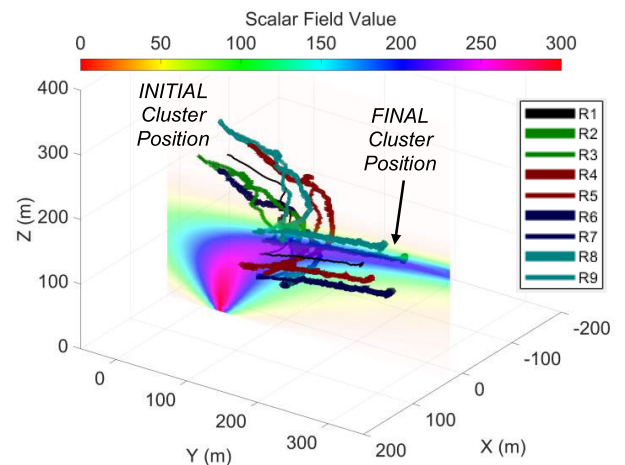 Scalar Field Value
0 50 100 150 200 250 300
400
300
200
100
0
Z (m)
INITIAL
Cluster
Position
FINAL
Cluster
Position
R1
R2
R3
R4
R5
R6
R7
R8
R9
0
100
200
300
Y (m)
-200
-100
0
100
200
X (m)